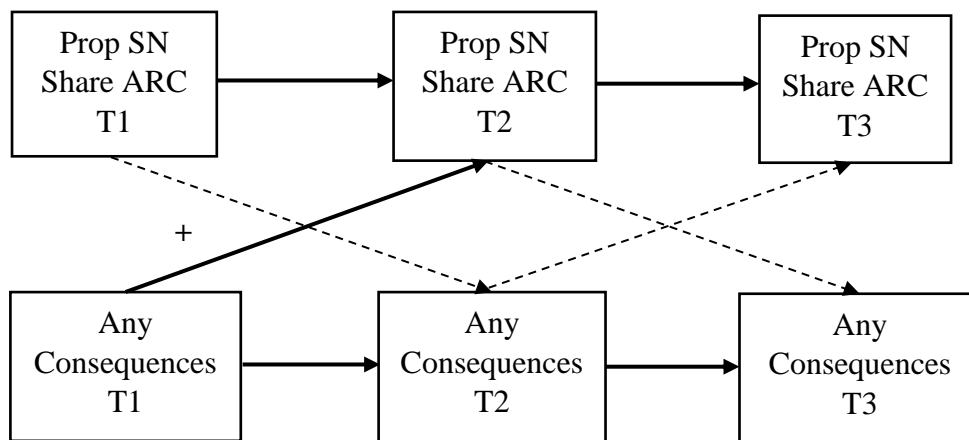 Prop SN
Share ARC
T1
Prop SN
Share ARC
T2
Prop SN
Share ARC
T3
+
Any
Consequences
T1
Any
Consequences
T2
Any
Consequences
T3